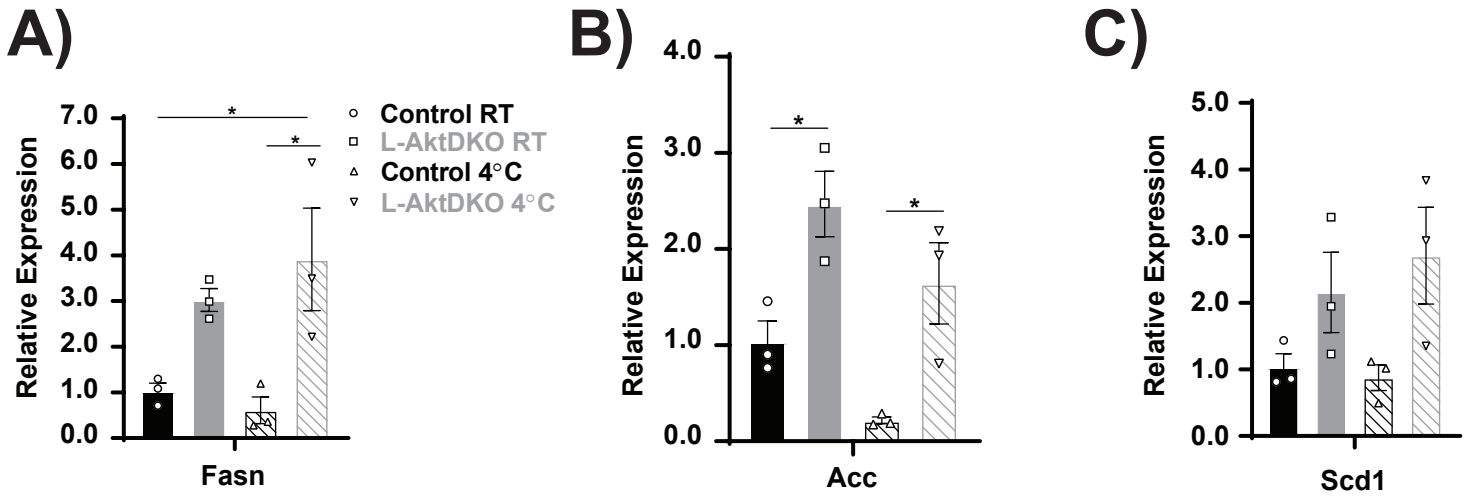 A)
Relative Expression
7.0
6.0
5.0
4.0
3.0
2.0
1.0
0.0
*
*
Fasn
Control RT
L-AktDKO RT
Control 4°C
L-AktDKO 4°C
B)
Relative Expression
4.0
3.0
2.0
1.0
0.0
*
*
Acc
C)
Relative Expression
5.0
4.0
3.0
2.0
1.0
0.0
Scd1